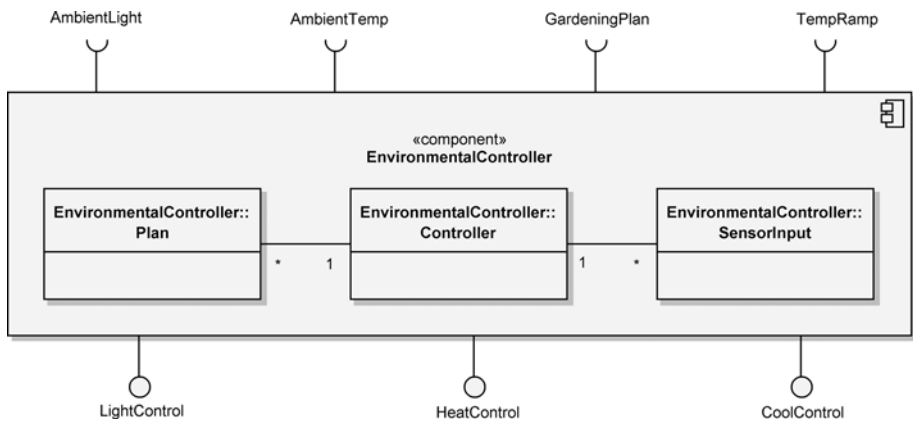 AmbientLight
AmbientTemp
GardeningPlan
TempRamp
«component»
EnvironmentalController
EnvironmentalController::
Plan
EnvironmentalController::
Controller
EnvironmentalController::
SensorInput
*
1
1
*
LightControl
HeatControl
CoolControl